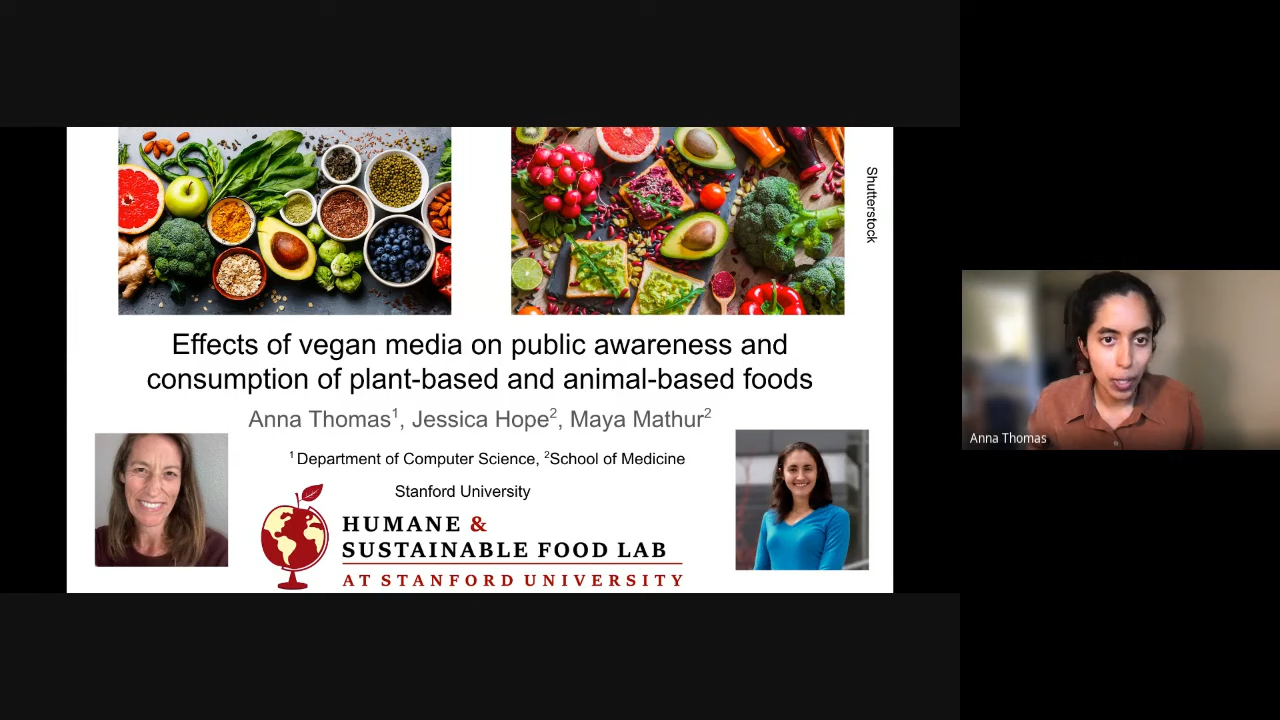 Shutterstock
Effects of vegan media on public awareness and
consumption of plant-based and animal-based foods
Anna Thomas¹, Jessica Hope², Maya Mathur²
¹ Department of Computer Science, ²School of Medicine
Stanford University
HUMANE &
SUSTAINABLE FOOD LAB
AT STANFORD UNIVERSITY
Anna Thomas